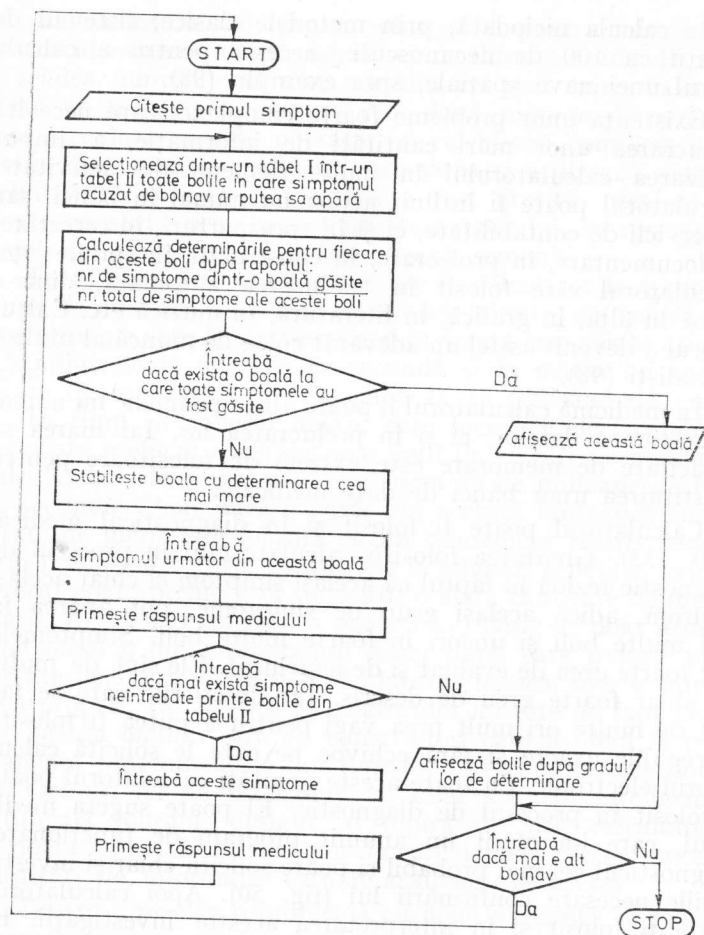 START
Citește primul simptom
Selectionează dintr-un tabel I într-un
tabel II toate bolile în care simptomul
acuzat de bolnav ar putea sa apară
Calculează determinările pentru fiecare
din aceste boli după raportul:
nr. de simptome dintr-o boală găsite
nr. total de simptome ale acestei boli
Întreabă
dacă exista o boală la
care toate simptomele au
fost găsite
Da
afișează această boală
Nu
Stabilește boala cu determinarea cea
mai mare
Întreabă
simptomul următor din această boală
Primește răspunsul medicului
Întreabă
dacă mai există simptome
neîntrebate printre bolile din
tabelul II
Nu
Da
afișează bolile după gradul
lor de determinare
Întreabă aceste simptome
Primește răspunsul medicului
Întreabă
dacă mai e alt
bolnav
Nu
Da
STOP